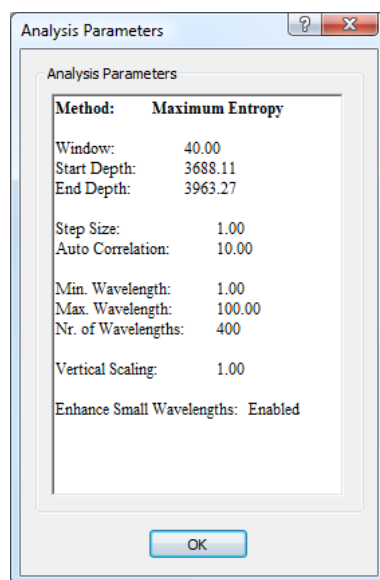 Analysis Parameters
? X
Analysis Parameters
Method: Maximum Entropy
Window: 40.00
Start Depth: 3688.11
End Depth: 3963.27
Step Size: 1.00
Auto Correlation: 10.00
Min. Wavelength: 1.00
Max. Wavelength: 100.00
Nr. of Wavelengths: 400
Vertical Scaling: 1.00
Enhance Small Wavelengths: Enabled
OK